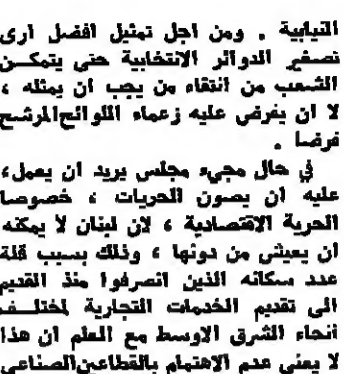 النيابية . ومن اجل تمثيل افضل ارى
تصغير الدوائر الانتخابية حتى يتمكن
الشعب من انتقاء من يجب ان يمثله ،
لا ان يفرض عليه زعماء اللوائح المرشح
فرضا .
في حال مجيء مجلس يريد ان يعمل،
عليه ان يصون الحريات ، خصوصا
الحرية الاقتصادية ، لان لبنان لا يمكنه
ان يعيش من دونها ، وذلك بسبب قلة
عدد سكانه الذين انصرفوا منذ القديم
الى تقديم الخدمات التجارية لمختلف
أنحاء الشرق الاوسط مع العلم ان هذا
لا يعني عدم الاهتمام بالقطاعين الصناعي